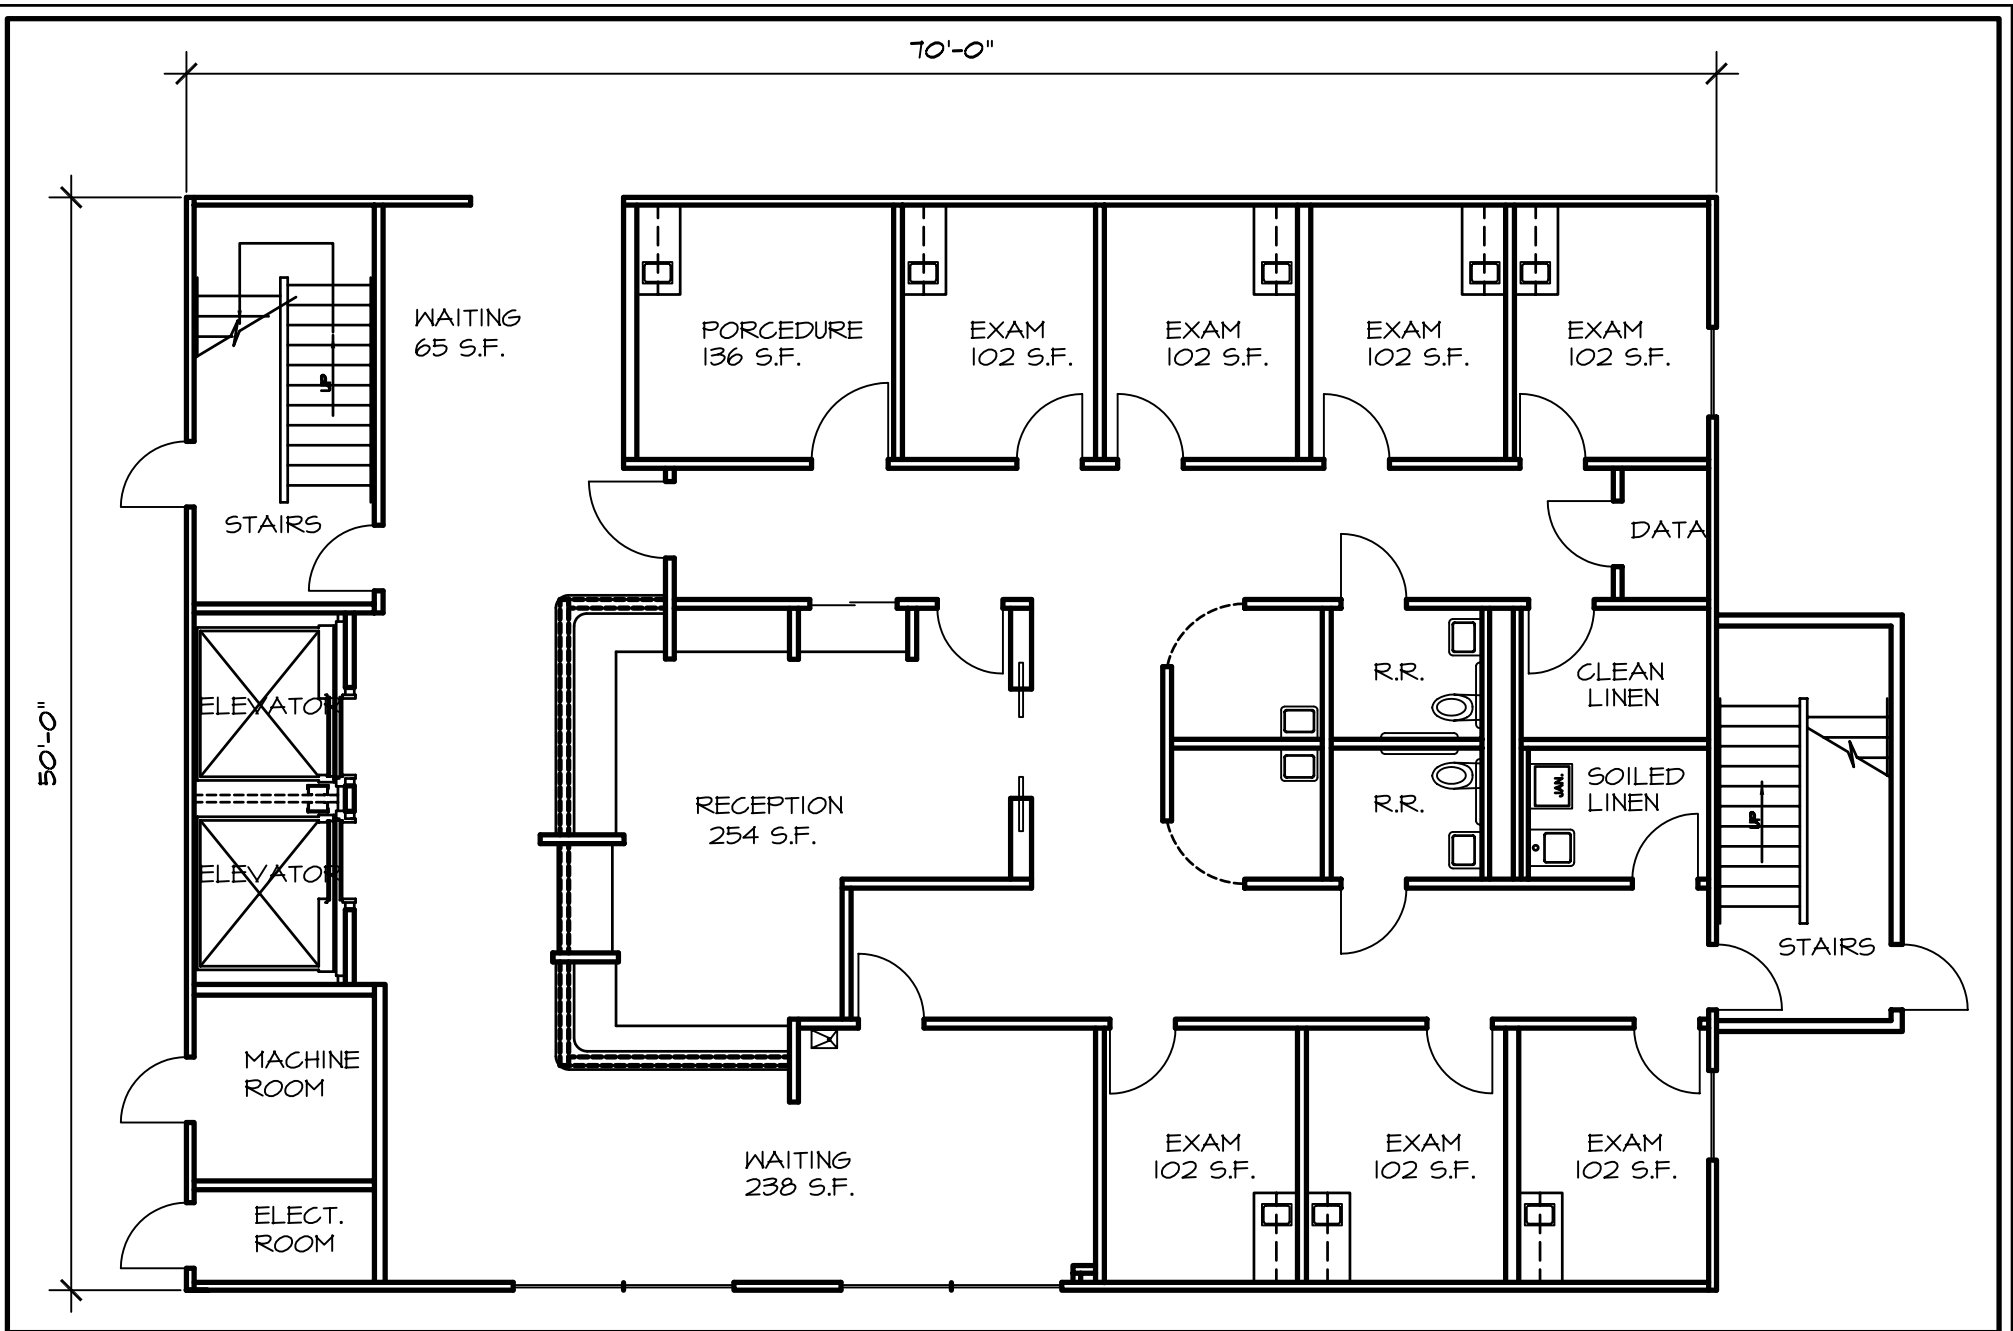 70'-0"
WAITING
65 S.F.
PORCEDURE
136 S.F.
EXAM
102 S.F.
EXAM
102 S.F.
EXAM
102 S.F.
EXAM
102 S.F.
UP
STAIRS
DATA
ELEVATOR
R.R.
CLEAN
LINEN
50'-0"
RECEPTION
254 S.F.
R.R.
JAN.
SOILED
LINEN
UP
ELEVATOR
STAIRS
MACHINE
ROOM
WAITING
238 S.F.
EXAM
102 S.F.
EXAM
102 S.F.
EXAM
102 S.F.
ELECT.
ROOM